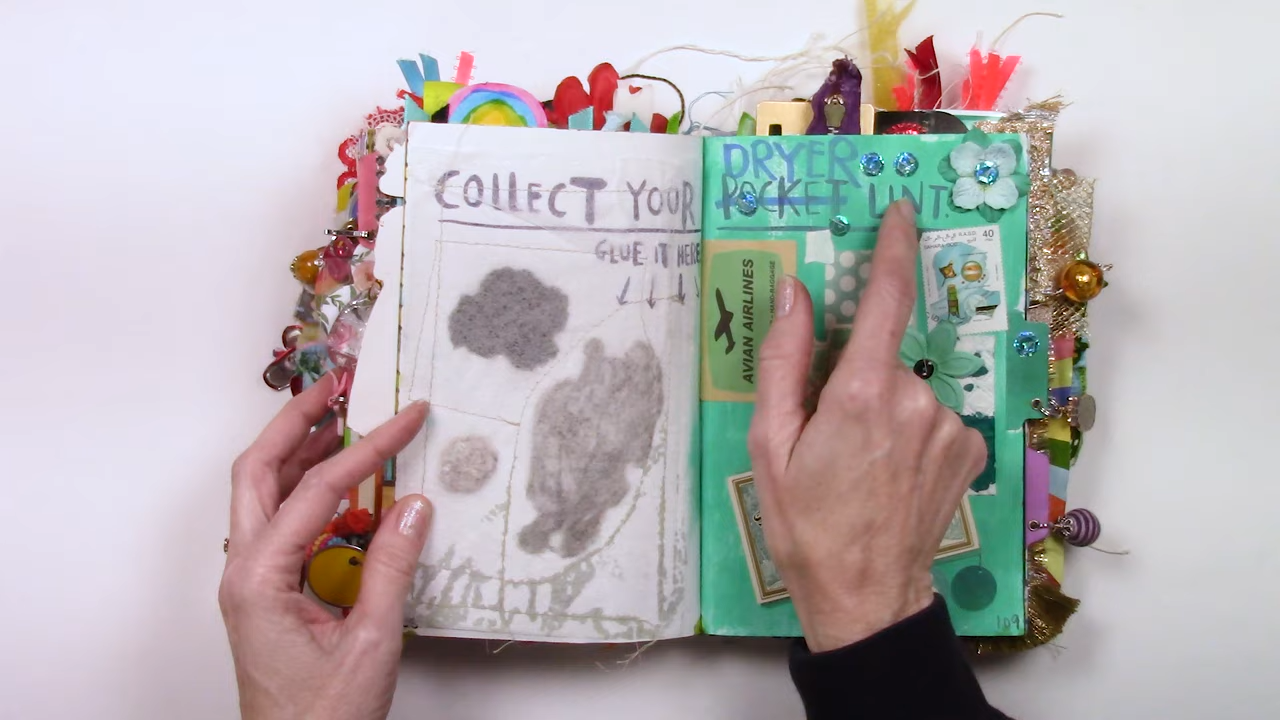 COLLECT YOUR
GLUE IT HERE
DRYER
POCKET LINT.
AVIAN AIRLINES
40
109